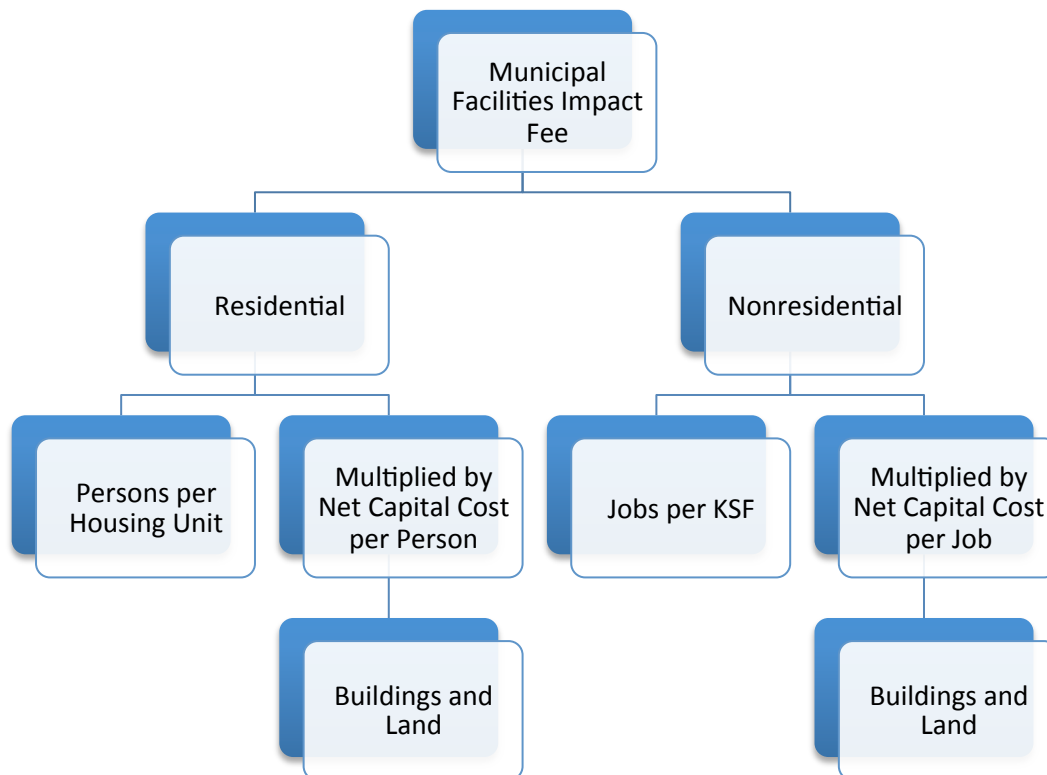 Municipal
Facilities Impact
Fee
Residential
Nonresidential
Persons per
Housing Unit
Multiplied by
Net Capital Cost
per Person
Jobs per KSF
Multiplied by
Net Capital Cost
per Job
Buildings and
Land
Buildings and
Land